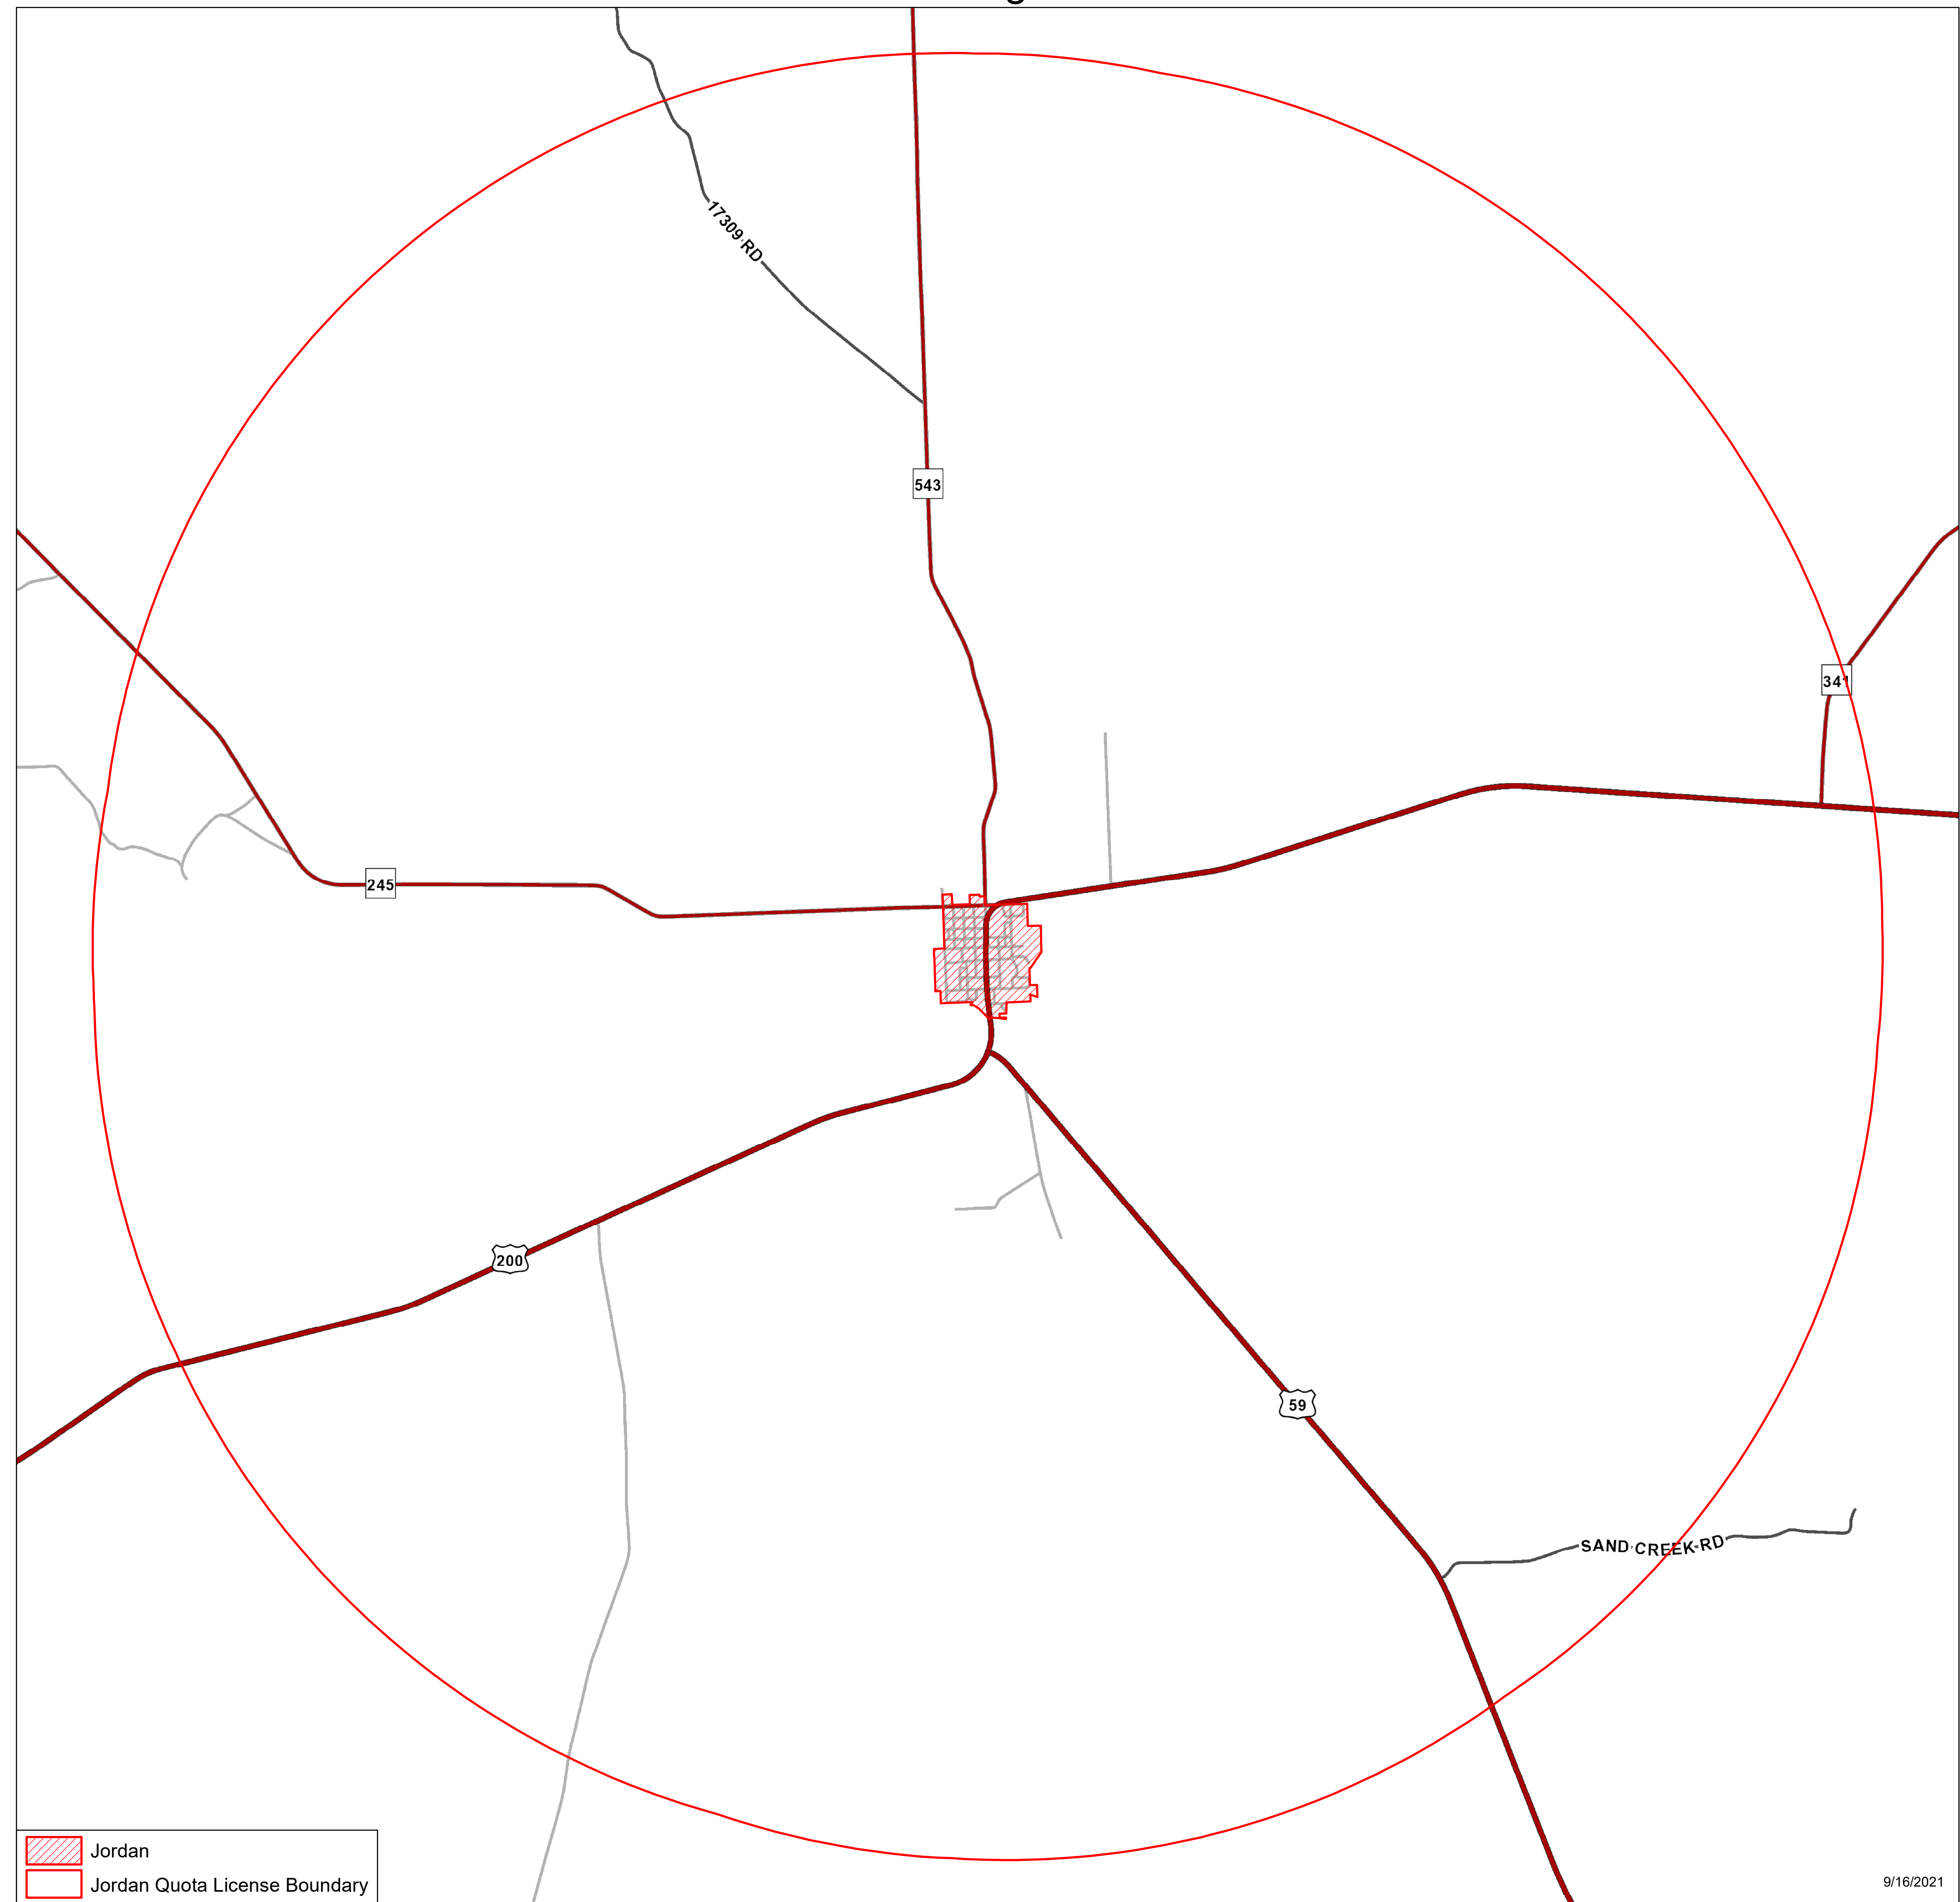 17309 RD
543
341
245
200
59
SAND CREEK RD
Jordan
Jordan Quota License Boundary
9/16/2021